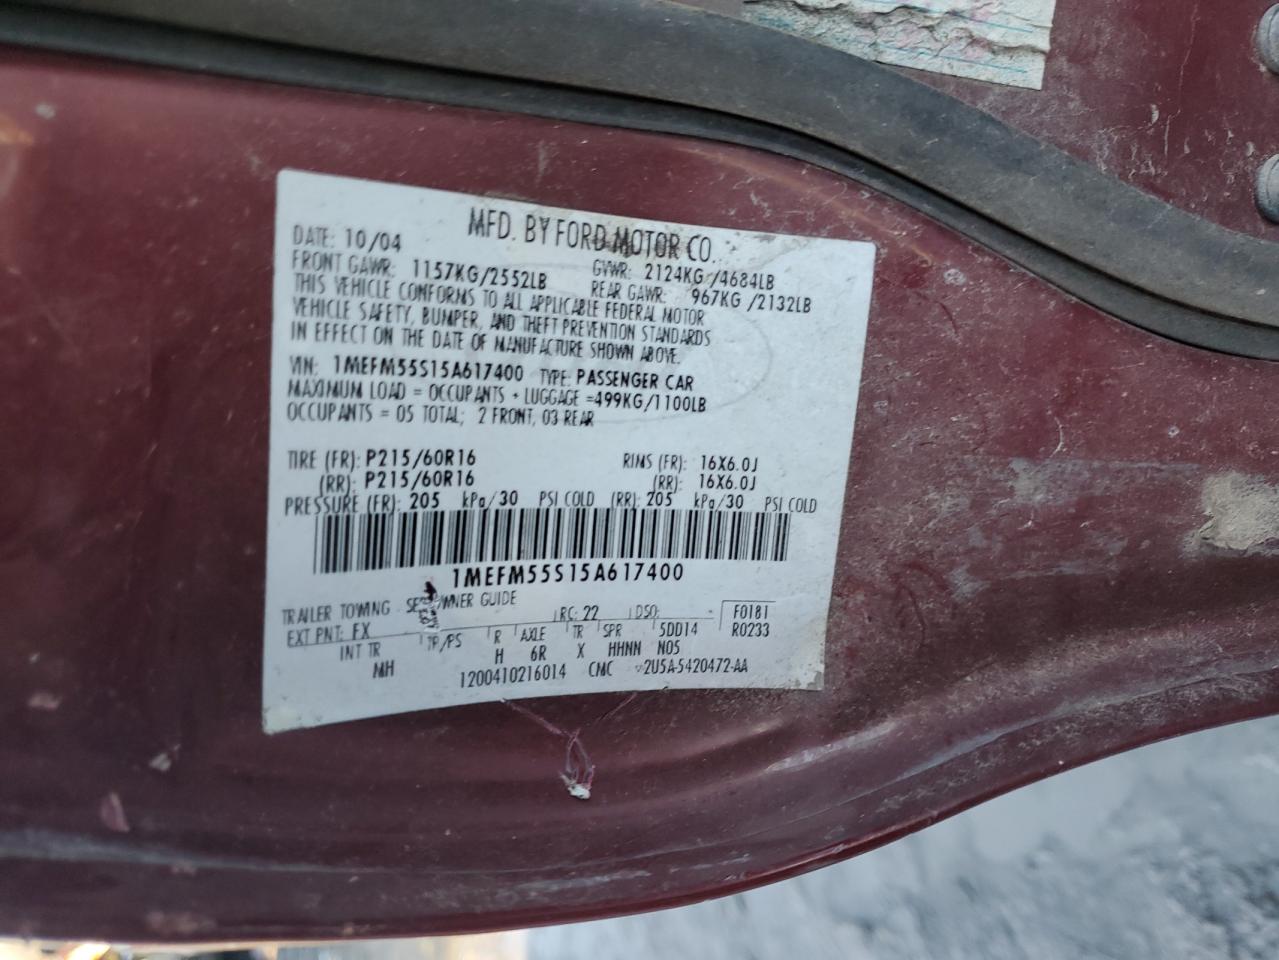 MFD. BY FORD MOTOR CO.
DATE: 10/04 GVWR: 2124KG /4684LB
FRONT GAWR: 1157KG/2552LB REAR GAWR: 967KG /2132LB
THIS VEHICLE CONFORMS TO ALL APPLICABLE FEDERAL MOTOR
VEHICLE SAFETY, BUMPER, AND THEFT PREVENTION STANDARDS
IN EFFECT ON THE DATE OF MANUFACTURE SHOWN ABOVE.
VIN: 1MEFM55S15A617400 TYPE: PASSENGER CAR
MAXIMUM LOAD = OCCUPANTS + LUGGAGE =499KG/1100LB
OCCUPANTS = 05 TOTAL; 2 FRONT, 03 REAR
TIRE (FR): P215/60R16 RIMS (FR): 16X6.0J
(RR): P215/60R16 (RR): 16X6.0J
PRESSURE (FR): 205 kPa/30 PSI COLD (RR): 205 kPa/30 PSI COLD
1MEFM55S15A617400
TRAILER TOWING - OWNER GUIDE
RC: 22 DSO: F0181
EXT PNT: FX R0233
INT TR TP/PS R AXLE TR SPR 5DD14
MH H 6R X HHNN N05
1200410216014 CMC 2U5A-5420472-AA